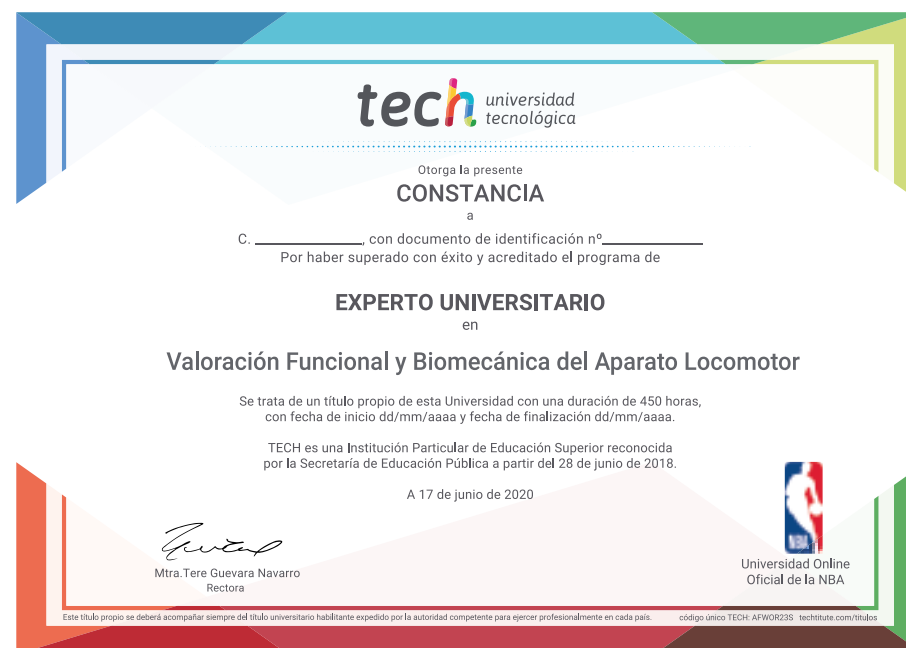 tech universidad
tecnológica
Otorga la presente
CONSTANCIA
a
C. ____________, con documento de identificación nº____________
Por haber superado con éxito y acreditado el programa de
EXPERTO UNIVERSITARIO
en
Valoración Funcional y Biomecánica del Aparato Locomotor
Se trata de un título propio de esta Universidad con una duración de 450 horas,
con fecha de inicio dd/mm/aaaa y fecha de finalización dd/mm/aaaa.
TECH es una Institución Particular de Educación Superior reconocida
por la Secretaría de Educación Pública a partir del 28 de junio de 2018.
A 17 de junio de 2020
Mtra.Tere Guevara Navarro
Rectora
NBA
Universidad Online
Oficial de la NBA
Este título propio se deberá acompañar siempre del título universitario habilitante expedido por la autoridad competente para ejercer profesionalmente en cada país. código único TECH: AFWOR23S techtitute.com/titulos